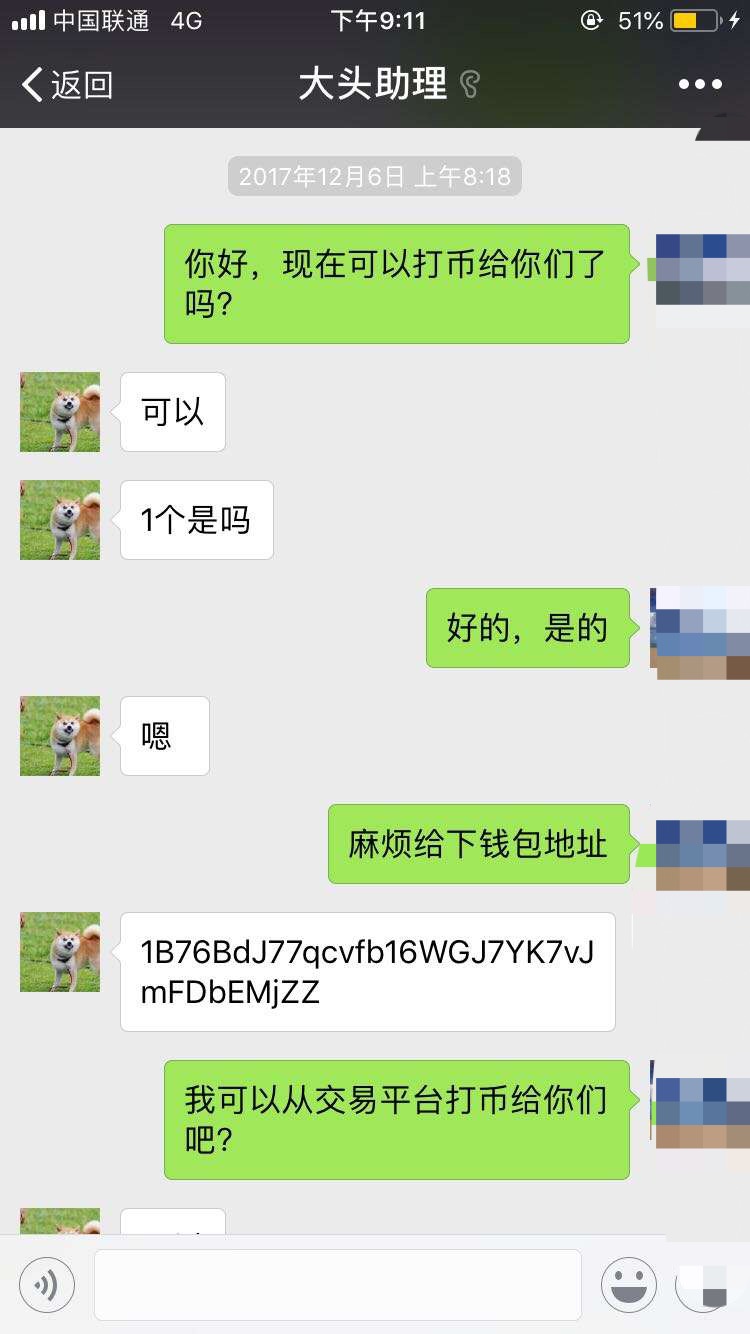 中国联通 4G 下午9:11 51%
返回 大头助理
2017年12月6日 上午8:18
你好，现在可以打币给你们了
吗?
可以
1个是吗
好的，是的
嗯
麻烦给下钱包地址
1B76BdJ77qcvfb16WGJ7YK7vJ
mFDbEMjZZ
我可以从交易平台打币给你们
吧?